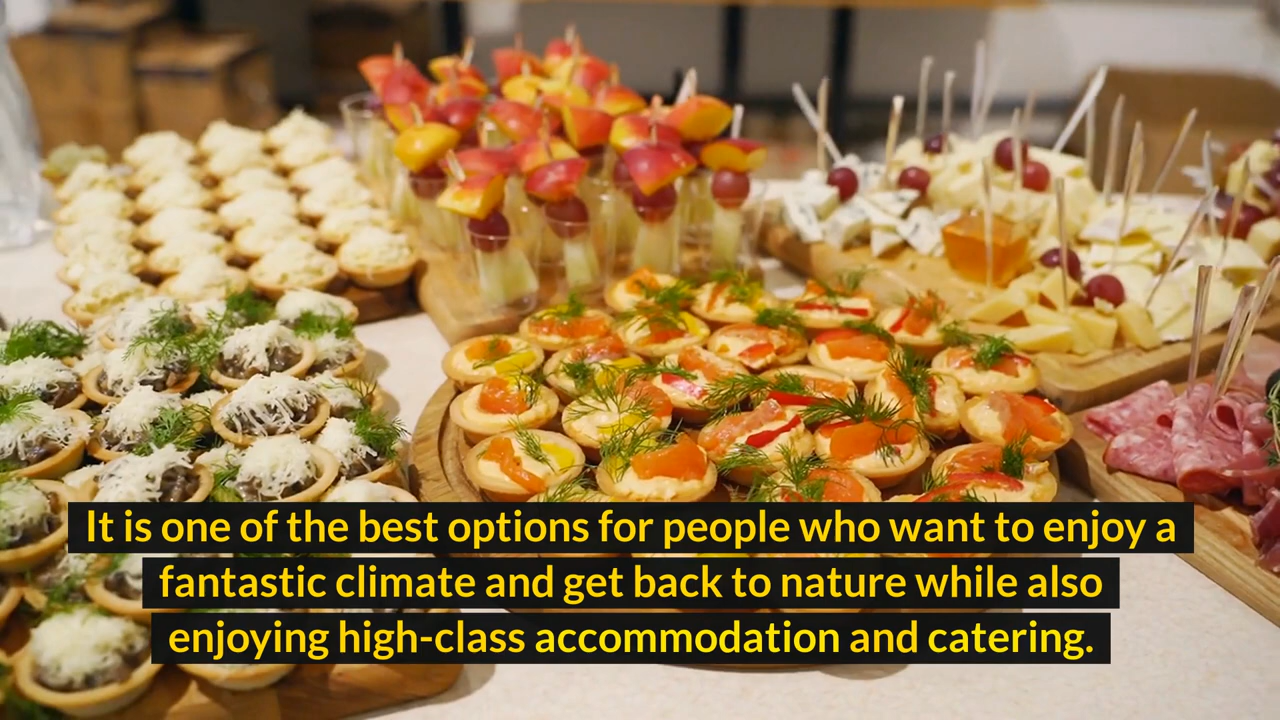 It is one of the best options for people who want to enjoy a
fantastic climate and get back to nature while also
enjoying high-class accommodation and catering.